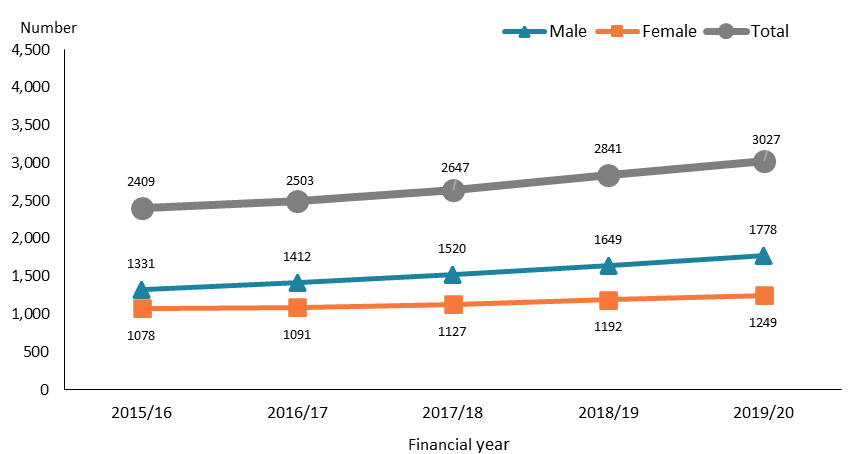 Number
Male Female Total
4,500
4,000
3,500
3,000
2,500
2,000
1,500
1,000
500
0
2409 2503 2647 2841 3027
1331 1412 1520 1649 1778
1078 1091 1127 1192 1249
2015/16 2016/17 2017/18 2018/19 2019/20
Financial year